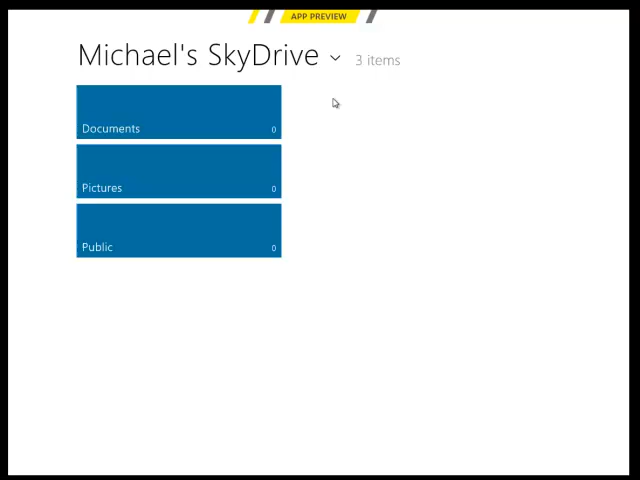 APP PREVIEW
Michael's SkyDrive 3 items
Documents 0
Pictures 0
Public 0